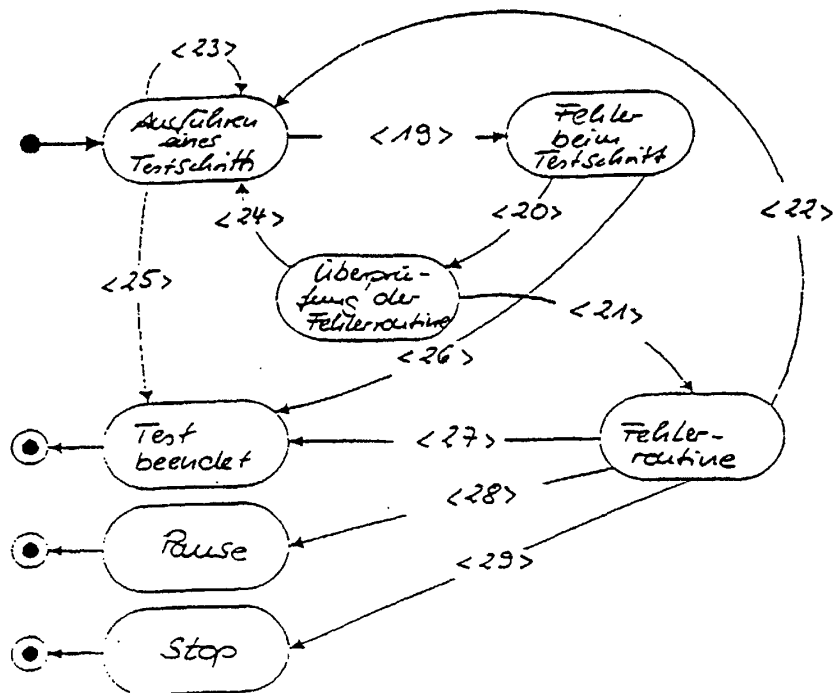 <23>
Ausführen
eines
Testschritts
<19>
Fehler
beim
Testschritt
<22>
<24>
<20>
<25>
Überprü-
fung der
Fehlerroutine
<21>
<26>
Test
beendet
<27>
Fehler-
routine
<28>
Pause
<29>
Stop